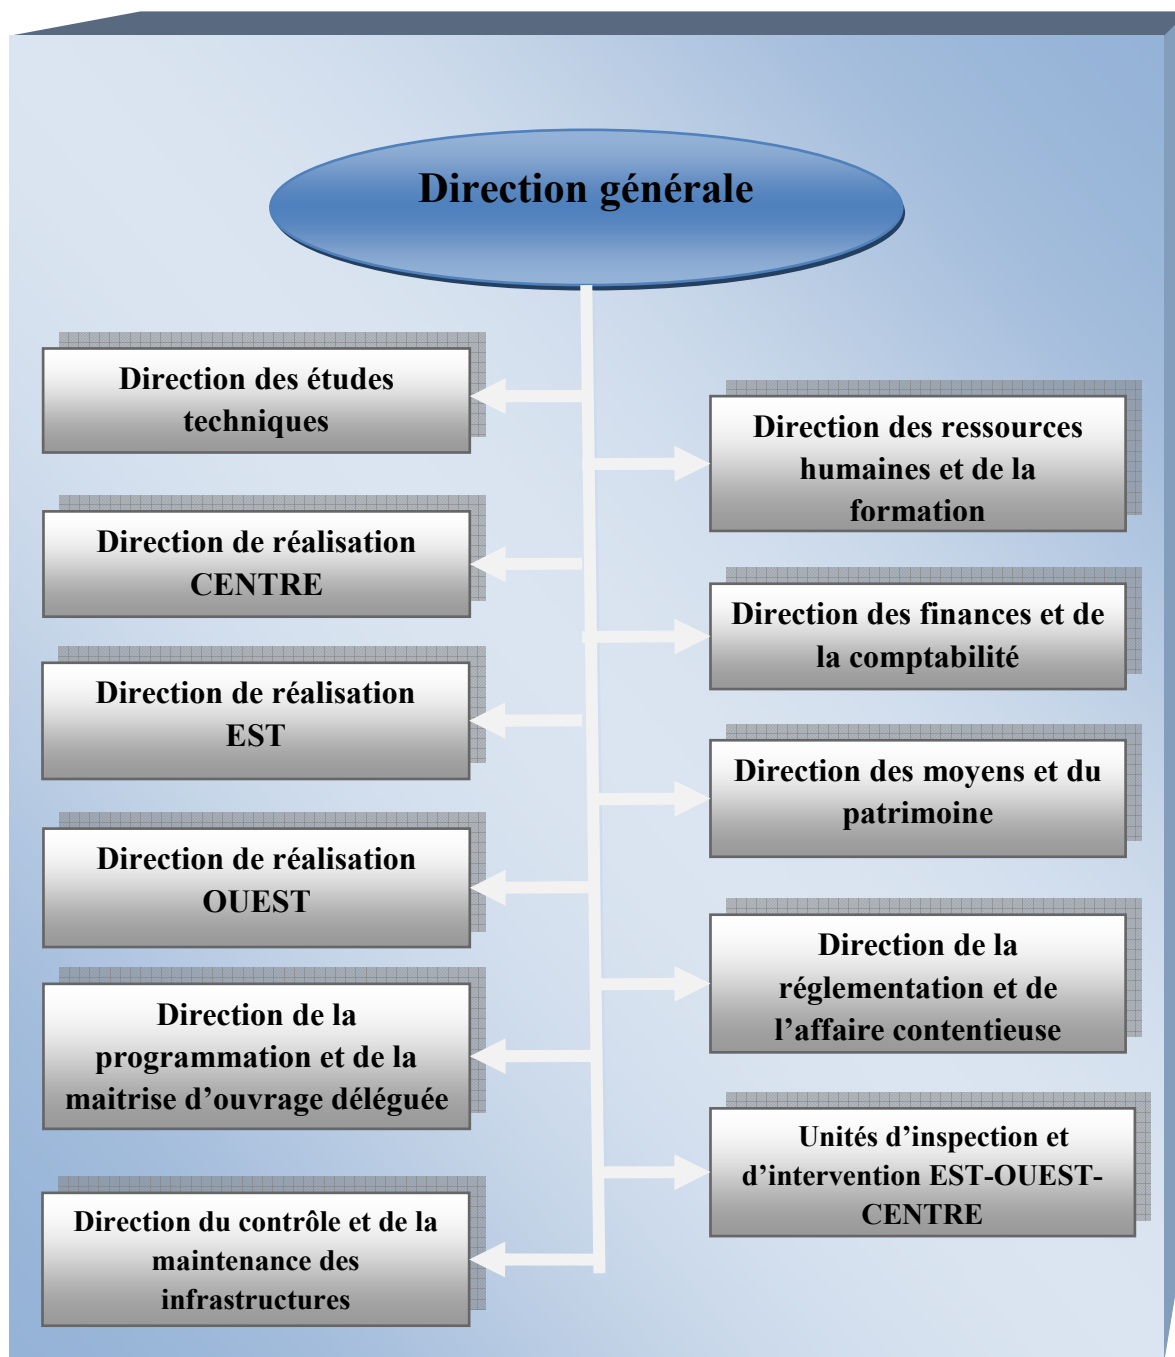 Direction générale
Direction des études
techniques
Direction de réalisation
CENTRE
Direction de réalisation
EST
Direction de réalisation
OUEST
Direction de la
programmation et de la
maitrise d’ouvrage déléguée
Direction du contrôle et de la
maintenance des
infrastructures
Direction des ressources
humaines et de la
formation
Direction des finances et de
la comptabilité
Direction des moyens et du
patrimoine
Direction de la
réglementation et de
l’affaire contentieuse
Unités d’inspection et
d’intervention EST-OUEST-
CENTRE